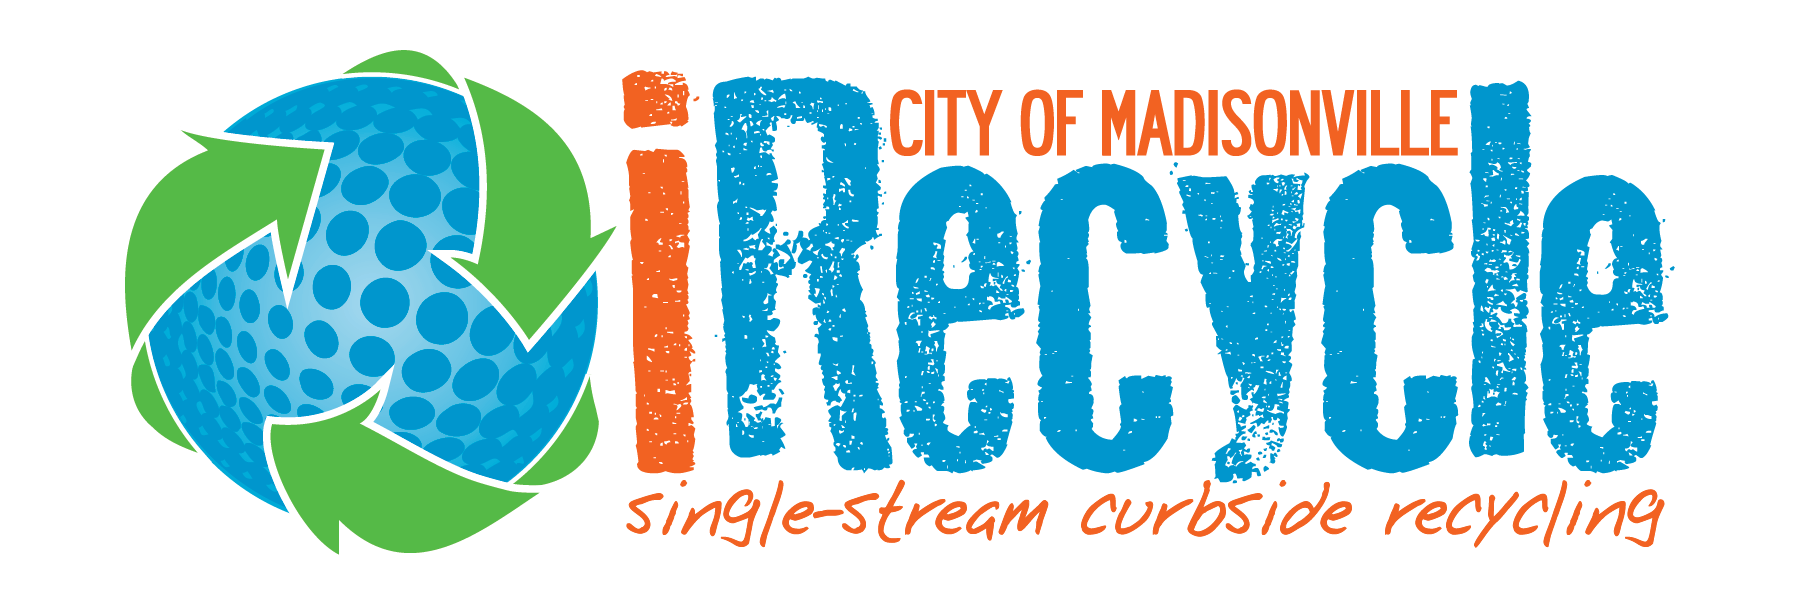 iRecycle
CITY OF MADISONVILLE
single-stream curbside recycling